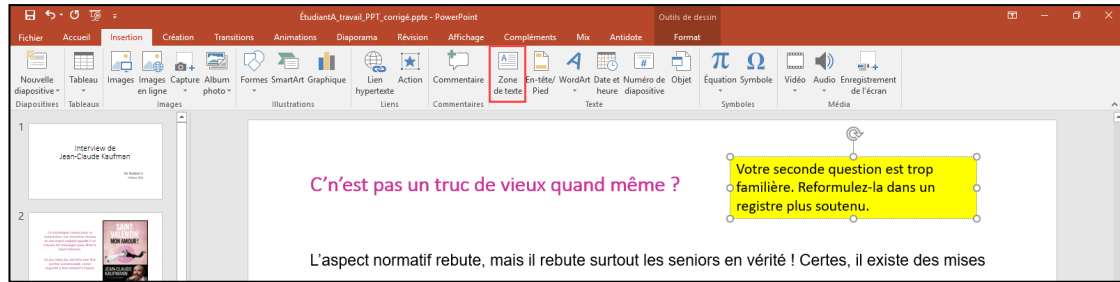 ÉtudiantA_travail_PPT_corrigé.pptx - PowerPoint
Outils de dessin
Fichier Accueil Insertion Création Transitions Animations Diaporama Révision Affichage Compléments Mix Antidote Format
Nouvelle Tableau Images Images Capture Album Formes SmartArt Graphique Lien Action Commentaire Zone En-tête/ WordArt Date et Numéro de Objet Équation Symbole Vidéo Audio Enregistrement
diapositive en ligne photo hypertexte de texte Pied heure diapositive de l'écran
Diapositives Tableaux Images Illustrations Liens Commentaires Texte Symboles Média
1
Interview de
Jean-Claude Kaufman
2
SAINT
VALENTIN
MON AMOUR !
JEAN-CLAUDE
KAUFMANN
C'n'est pas un truc de vieux quand même ?
Votre seconde question est trop
familière. Reformulez-la dans un
registre plus soutenu.
L'aspect normatif rebute, mais il rebute surtout les seniors en vérité ! Certes, il existe des mises